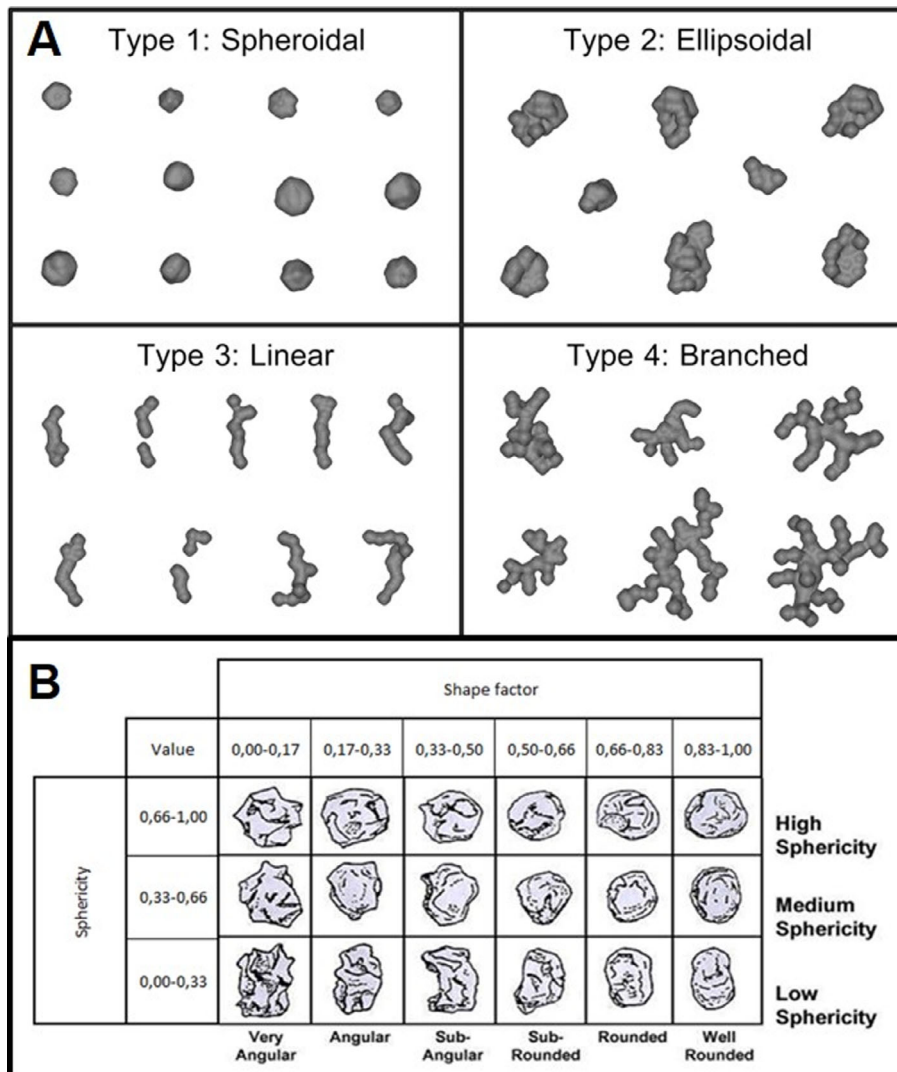 A
Type 1: Spheroidal
Type 2: Ellipsoidal
Type 3: Linear
Type 4: Branched
B
Shape factor
Value
0,00-0,17
0,17-0,33
0,33-0,50
0,50-0,66
0,66-0,83
0,83-1,00
Sphericity
0,66-1,00
High
Sphericity
0,33-0,66
Medium
Sphericity
0,00-0,33
Low
Sphericity
Very
Angular
Angular
Sub-
Angular
Sub-
Rounded
Rounded
Well
Rounded